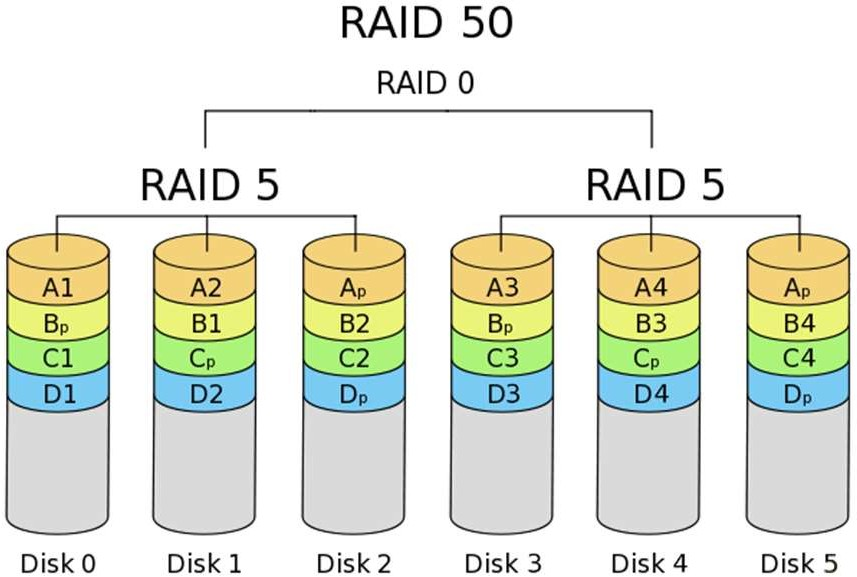 RAID 50
RAID 0
RAID 5 RAID 5
A1 A2 Ap A3 A4 Ap
Bp B1 B2 Bp B3 B4
C1 Cp C2 C3 Cp C4
D1 D2 Dp D3 D4 Dp
Disk 0 Disk 1 Disk 2 Disk 3 Disk 4 Disk 5